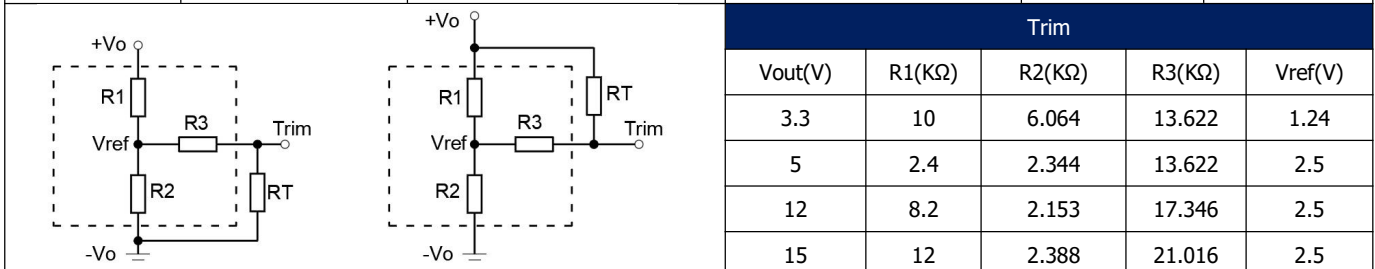 +Vo
R1
Vref
R3
Trim
R2
RT
-Vo
+Vo
R1
RT
Vref
R3
Trim
R2
-Vo
Trim
Vout(V) R1(KΩ) R2(KΩ) R3(KΩ) Vref(V)
3.3 10 6.064 13.622 1.24
5 2.4 2.344 13.622 2.5
12 8.2 2.153 17.346 2.5
15 12 2.388 21.016 2.5